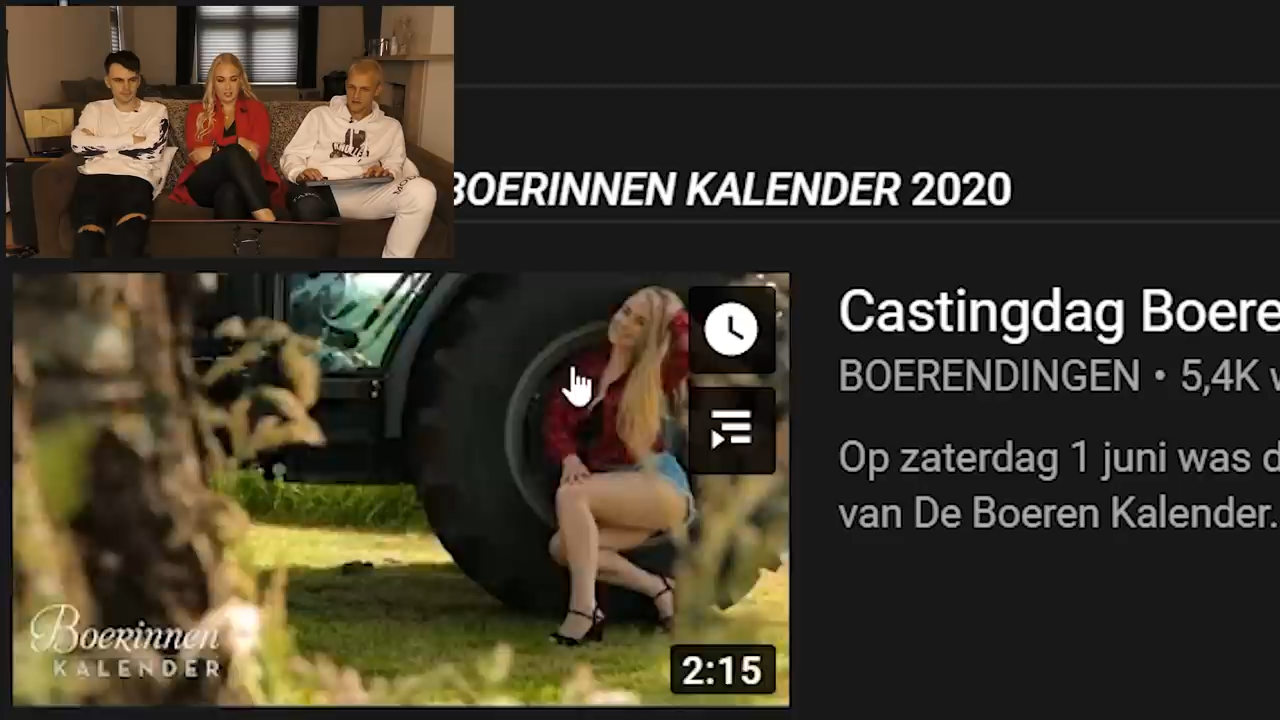 BOERINNEN KALENDER 2020
Castingdag Boere
BOERENDINGEN • 5,4K
Op zaterdag 1 juni was d
van De Boeren Kalender.
Boerinnen
KALENDER
2:15